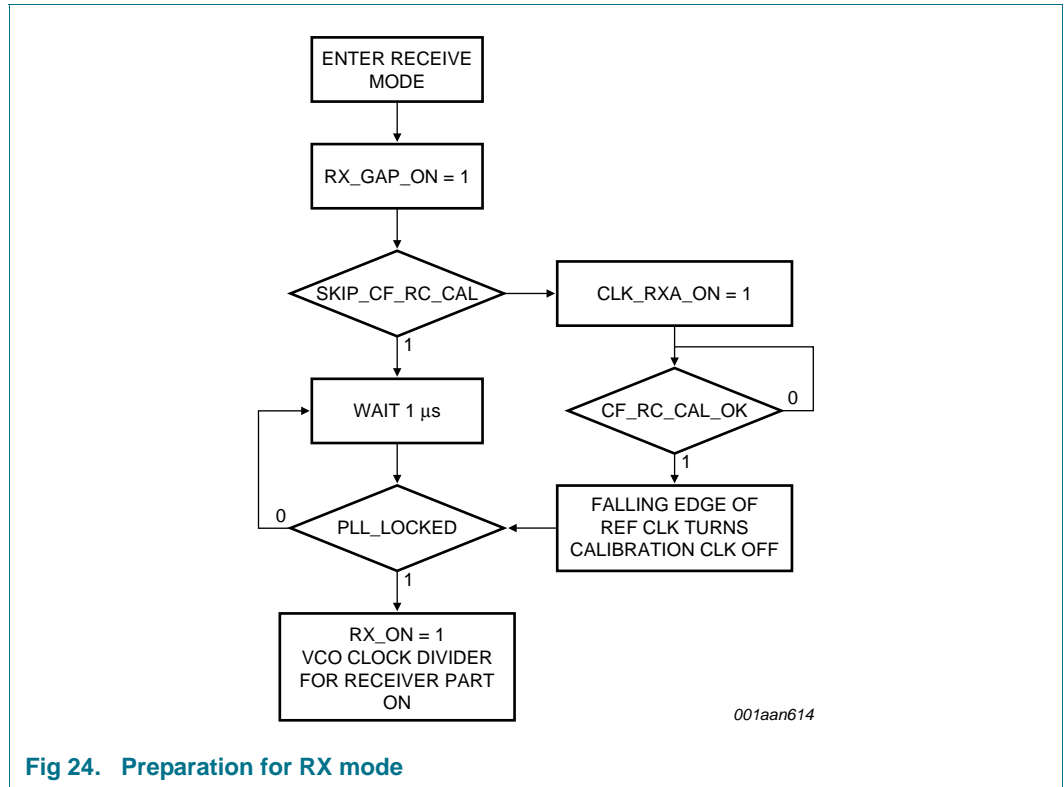 ENTER RECEIVE
MODE
RX_GAP_ON = 1
SKIP_CF_RC_CAL
CLK_RXA_ON = 1
1
WAIT 1 μs
CF_RC_CAL_OK
0
1
0
PLL_LOCKED
FALLING EDGE OF
REF CLK TURNS
CALIBRATION CLK OFF
1
RX_ON = 1
VCO CLOCK DIVIDER
FOR RECEIVER PART
ON
001aan614
Fig 24. Preparation for RX mode